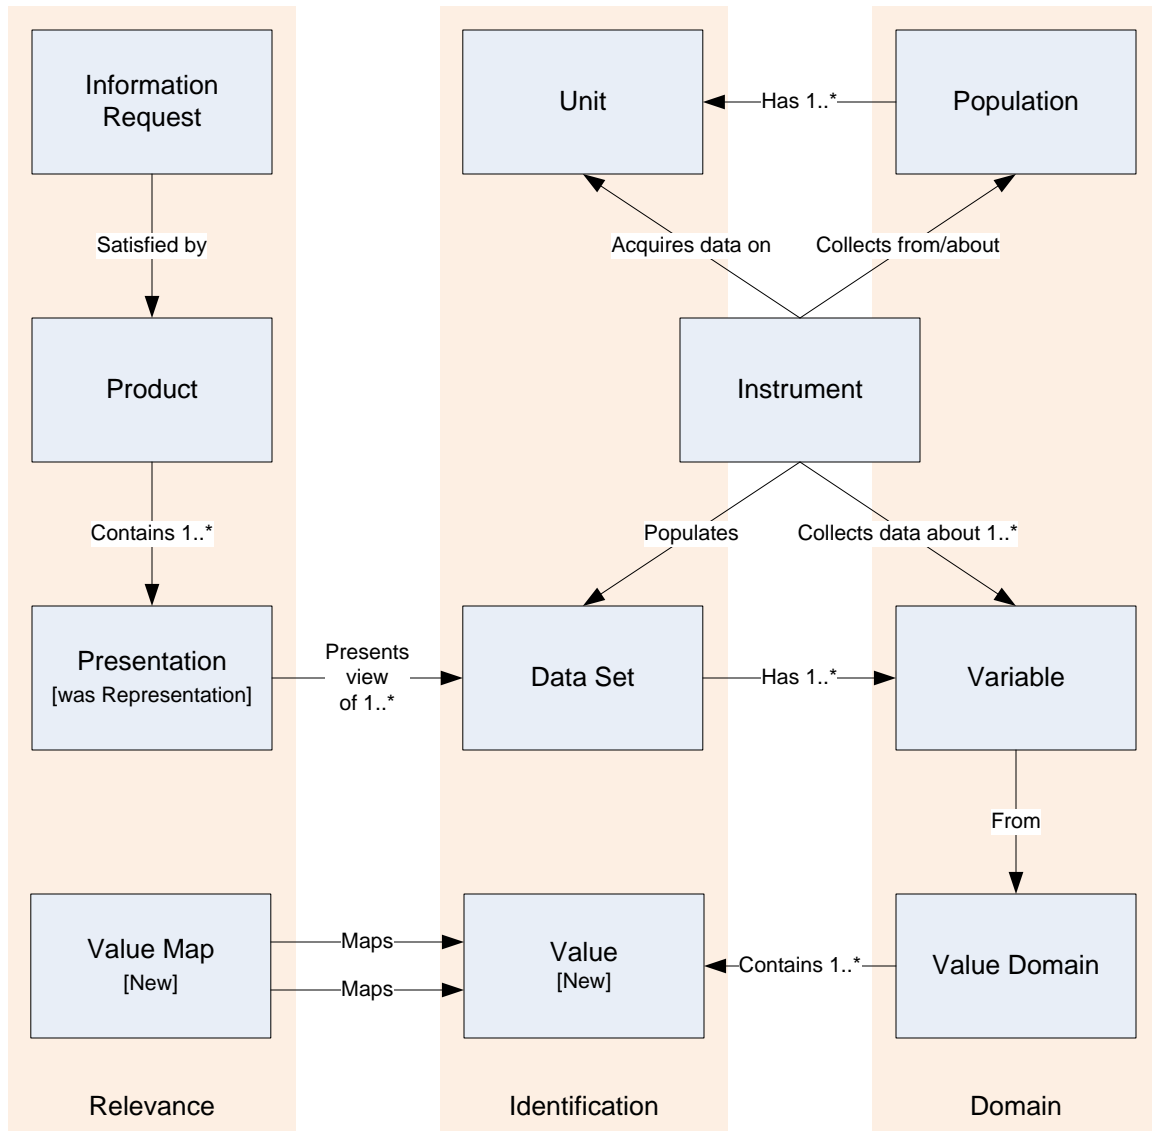 Information
Request
Unit
Has 1..*
Population
Satisfied by
Acquires data on
Collects from/about
Product
Instrument
Contains 1..*
Populates
Collects data about 1..*
Presentation
[was Representation]
Presents
view
of 1..*
Data Set
Has 1..*
Variable
From
Value Map
[New]
Maps
Maps
Value
[New]
Contains 1..*
Value Domain
Relevance
Identification
Domain